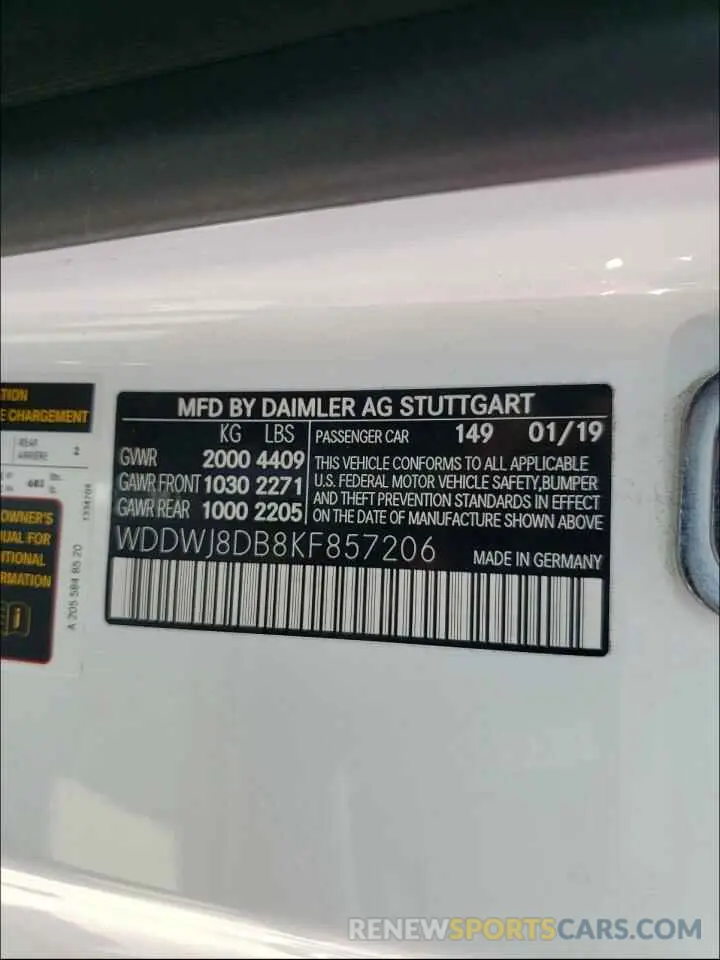 MFD BY DAIMLER AG STUTTGART
KG LBS
GVWR 2000 4409
GAWR FRONT 1030 2271
GAWR REAR 1000 2205
PASSENGER CAR 149 01/19
THIS VEHICLE CONFORMS TO ALL APPLICABLE
U.S. FEDERAL MOTOR VEHICLE SAFETY,BUMPER
AND THEFT PREVENTION STANDARDS IN EFFECT
ON THE DATE OF MANUFACTURE SHOWN ABOVE
WDDWJ8DB8KF857206
MADE IN GERMANY
TION
E CHARGEMENT
REAR
ARRIÈRE
OWNER'S
UAL FOR
ITIONAL
RMATION
A 205 584 85 20
RENEWSPORTSCARS.COM